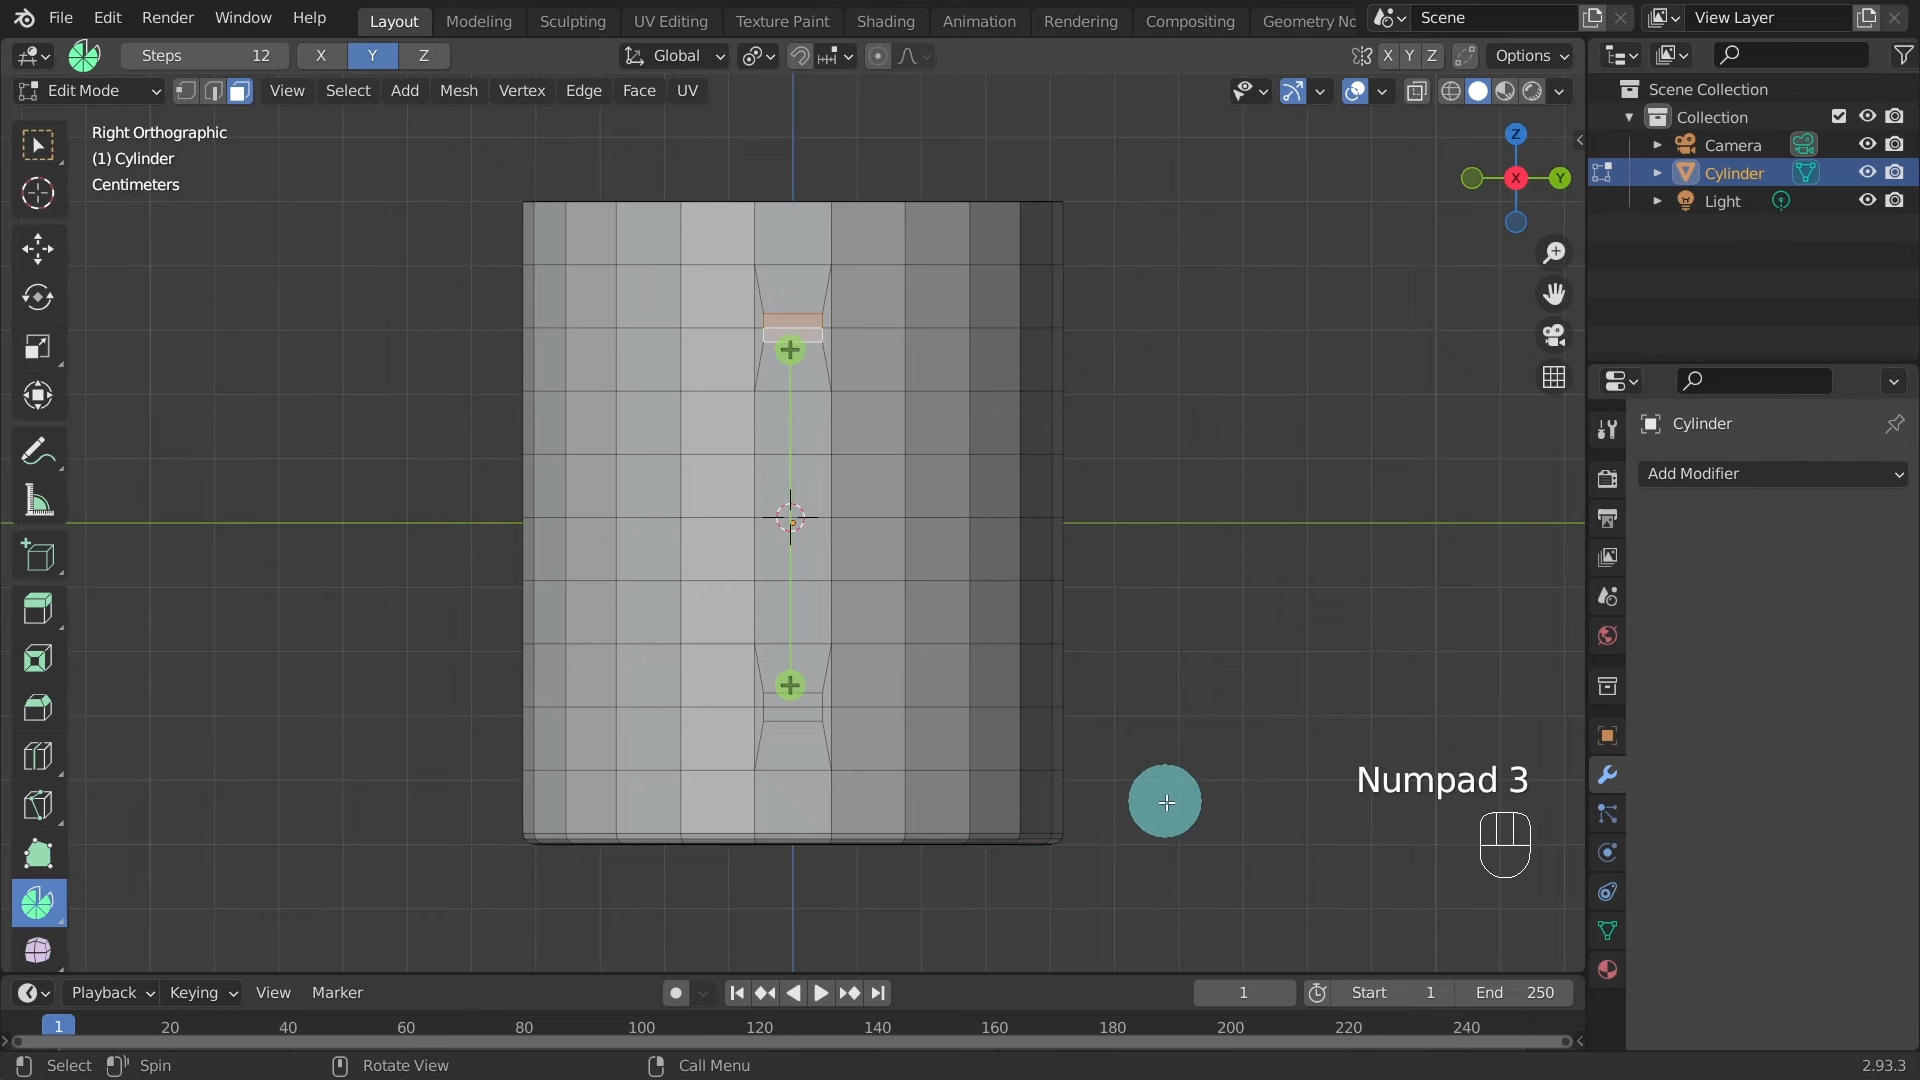 File Edit Render Window Help Layout Modeling Sculpting UV Editing Texture Paint Shading Animation Rendering Compositing Geometry No Scene View Layer
Steps 12 X Y Z Global X Y Z Options
Edit Mode View Select Add Mesh Vertex Edge Face UV
Right Orthographic
(1) Cylinder
Centimeters
Z
X
Y
Scene Collection
Collection
Camera
Cylinder
Light
Cylinder
Add Modifier
Numpad 3
Playback Keying View Marker 1 Start 1 End 250
1 20 40 60 80 100 120 140 160 180 200 220 240
Select Spin Rotate View Call Menu 2.93.3